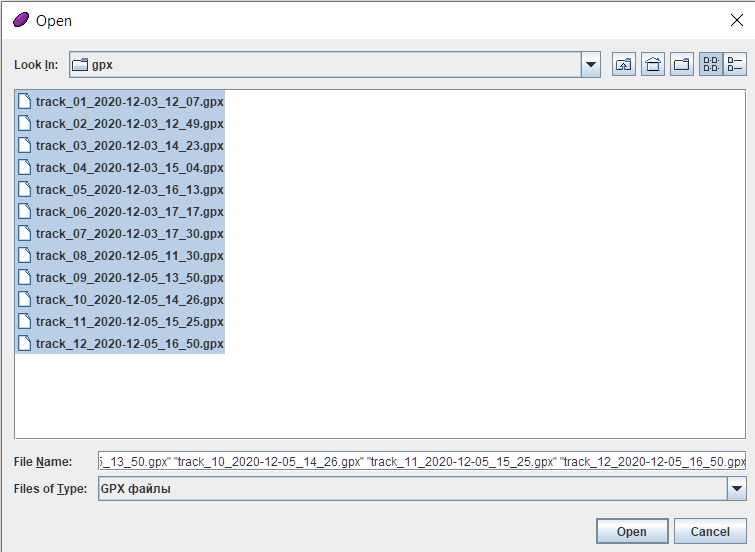 Open
Look In: gpx
track_01_2020-12-03_12_07.gpx
track_02_2020-12-03_12_49.gpx
track_03_2020-12-03_14_23.gpx
track_04_2020-12-03_15_04.gpx
track_05_2020-12-03_16_13.gpx
track_06_2020-12-03_17_17.gpx
track_07_2020-12-03_17_30.gpx
track_08_2020-12-05_11_30.gpx
track_09_2020-12-05_13_50.gpx
track_10_2020-12-05_14_26.gpx
track_11_2020-12-05_15_25.gpx
track_12_2020-12-05_16_50.gpx
File Name: 5_13_50.gpx" "track_10_2020-12-05_14_26.gpx" "track_11_2020-12-05_15_25.gpx" "track_12_2020-12-05_16_50.gpx
Files of Type: GPX файлы
Open Cancel